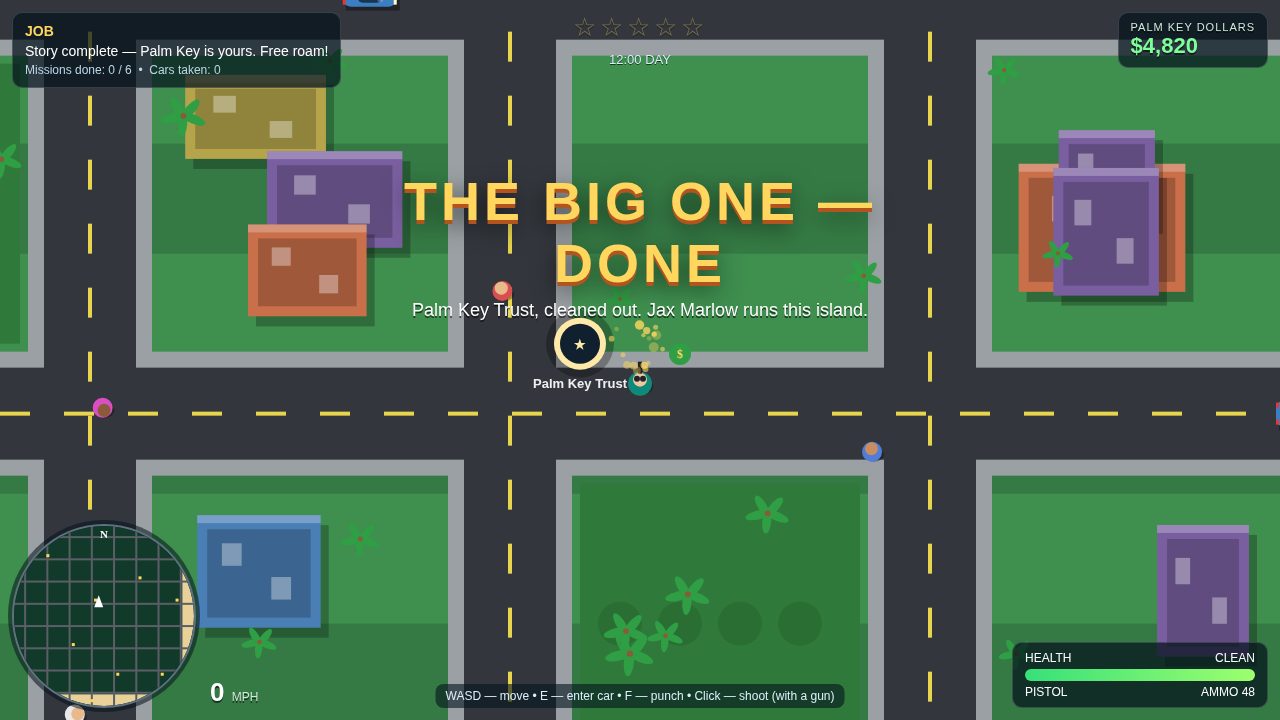 JOB
Story complete — Palm Key is yours. Free roam!
Missions done: 0 / 6 • Cars taken: 0
☆☆☆☆☆
12:00 DAY
PALM KEY DOLLARS
$4,820
THE BIG ONE —
DONE
Palm Key Trust, cleaned out. Jax Marlow runs this island.
★
$
Palm Key Trust
N
0 MPH
WASD — move • E — enter car • F — punch • Click — shoot (with a gun)
HEALTH CLEAN
PISTOL AMMO 48